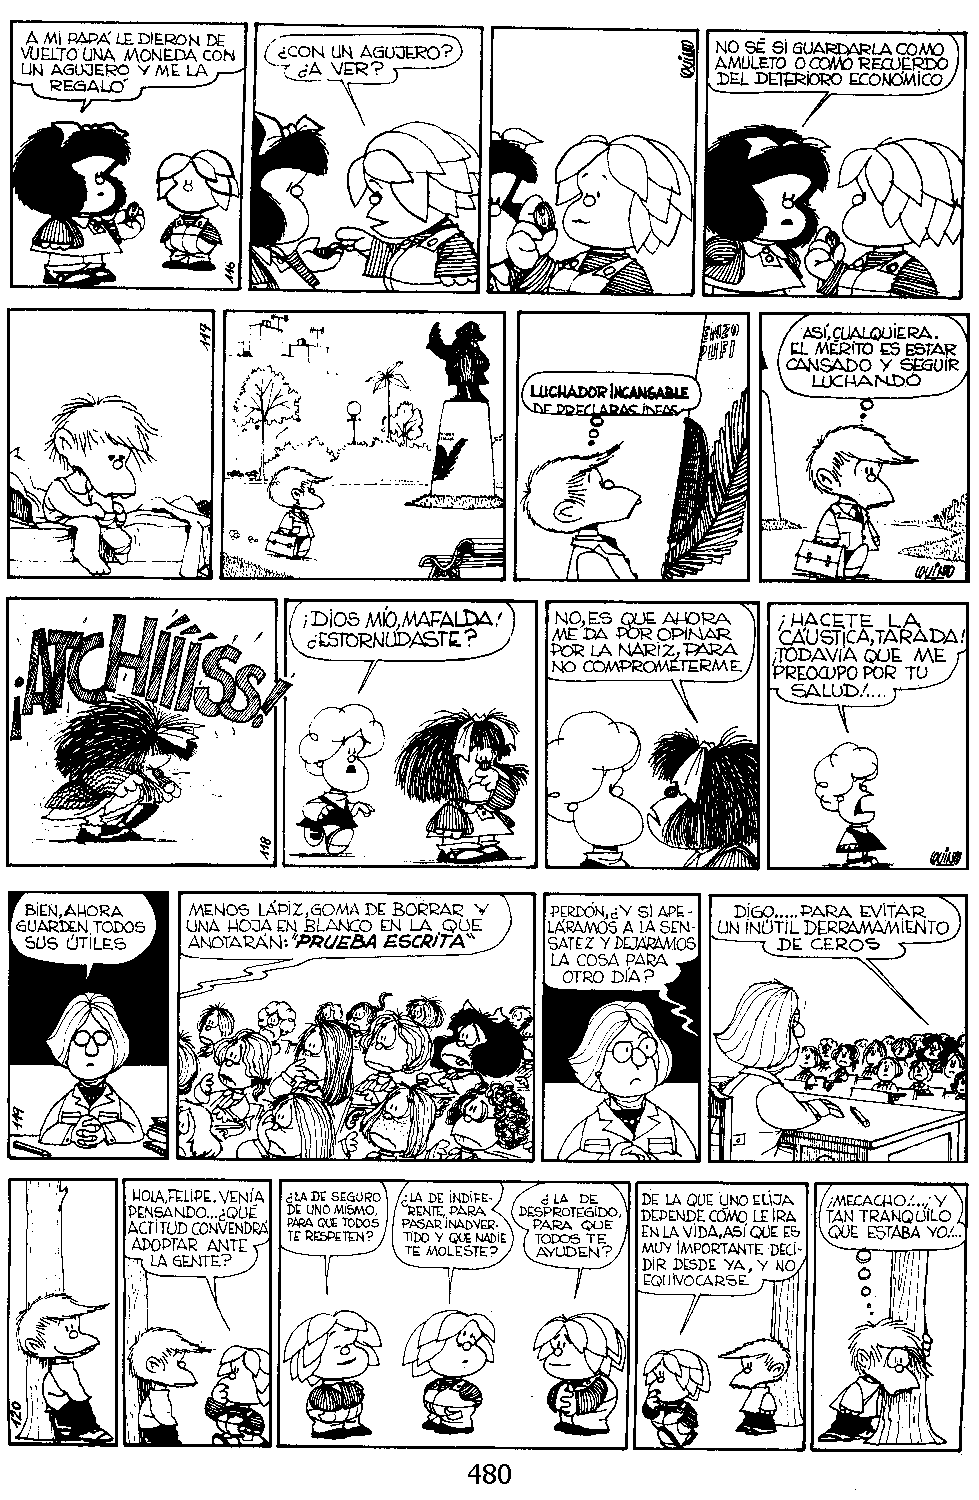 A MI PAPÁ LE DIERON DE
VUELTO UNA MONEDA CON
UN AGUJERO Y ME LA
REGALÓ
116
¿CON UN AGUJERO?
¿A VER?
QUINO
NO SÉ SI GUARDARLA COMO
AMULETO O COMO RECUERDO
DEL DETERIORO ECONÓMICO
117
LUCHADOR INCANSABLE
DE PRECLARAS IDEAS
ASÍ, CUALQUIERA.
EL MÉRITO ES ESTAR
CANSADO Y SEGUIR
LUCHANDO
QUINO
¡ATCHÍÍÍSS!
118
¡DIOS MÍO, MAFALDA!
¿ESTORNUDASTE?
NO, ES QUE AHORA
ME DA POR OPINAR
POR LA NARIZ, PARA
NO COMPROMETERME
¡HACETE LA
CÁUSTICA, TARADA!
¡TODAVÍA QUE ME
PREOCUPO POR TU
SALUD!....
QUINO
BIEN, AHORA
GUARDEN TODOS
SUS ÚTILES
119
MENOS LÁPIZ, GOMA DE BORRAR Y
UNA HOJA EN BLANCO EN LA QUE
ANOTARÁN: "PRUEBA ESCRITA"
PERDÓN, ¿Y SI APE-
LÁRAMOS A LA SEN-
SATEZ Y DEJÁRAMOS
LA COSA PARA
OTRO DÍA?
DIGO..... PARA EVITAR
UN INÚTIL DERRAMAMIENTO
DE CEROS
120
HOLA, FELIPE. VENÍA
PENSANDO...¿QUÉ
ACTITUD CONVENDRÁ
ADOPTAR ANTE
LA GENTE?
¿LA DE SEGURO
DE UNO MISMO,
PARA QUE TODOS
TE RESPETEN?
¿LA DE INDIFE-
RENTE, PARA
PASAR INADVER-
TIDO Y QUE NADIE
TE MOLESTE?
¿LA DE
DESPROTEGIDO,
PARA QUE
TODOS TE
AYUDEN?
DE LA QUE UNO ELIJA
DEPENDE CÓMO LE IRÁ
EN LA VIDA, ASÍ QUE ES
MUY IMPORTANTE DECI-
DIR DESDE YA, Y NO
EQUIVOCARSE
¡MECACHO!....¡Y
TAN TRANQUILO
QUE ESTABA YO!...
480